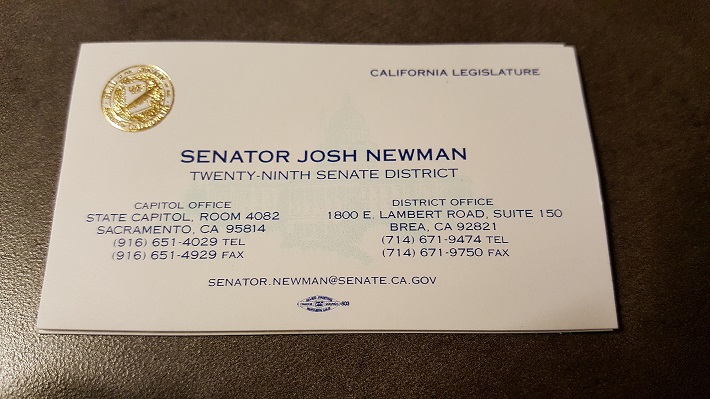 CALIFORNIA LEGISLATURE
SENATOR JOSH NEWMAN
TWENTY-NINTH SENATE DISTRICT
CAPITOL OFFICE
STATE CAPITOL, ROOM 4082
SACRAMENTO, CA 95814
(916) 651-4029 TEL
(916) 651-4929 FAX
DISTRICT OFFICE
1800 E. LAMBERT ROAD, SUITE 150
BREA, CA 92821
(714) 671-9474 TEL
(714) 671-9750 FAX
SENATOR.NEWMAN@SENATE.CA.GOV